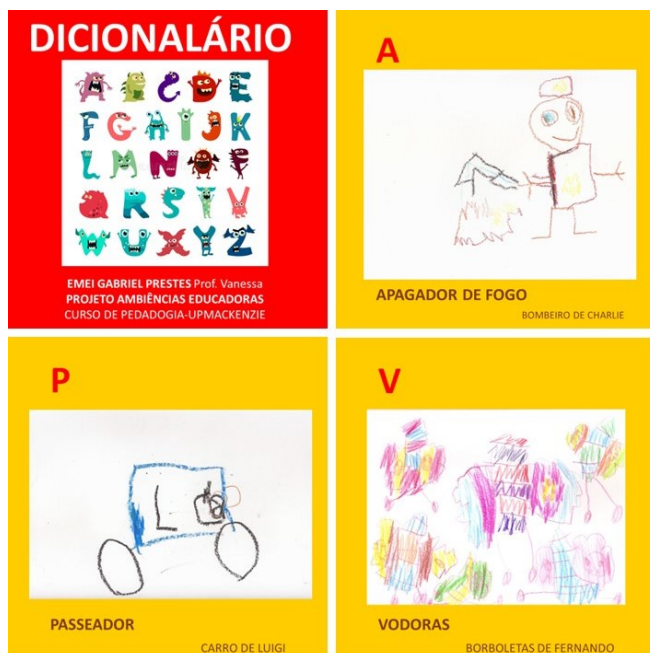 DICIONALÁRIO
A B C D E
F G H I J K
L M N O P
Q R S T V
W U X Y Z
EMEI GABRIEL PRESTES Prof. Vanessa
PROJETO AMBIÊNCIAS EDUCADORAS
CURSO DE PEDADOGIA-UPMACKENZIE
A
APAGADOR DE FOGO
BOMBEIRO DE CHARLIE
P
L
PASSEADOR
CARRO DE LUIGI
V
VODORAS
BORBOLETAS DE FERNANDO